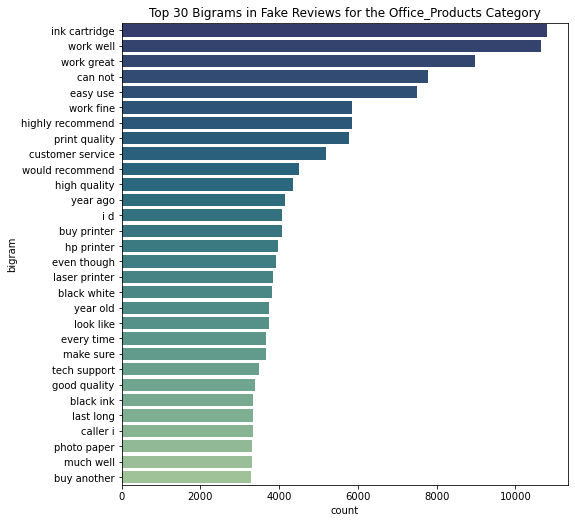 Top 30 Bigrams in Fake Reviews for the Office_Products Category
ink cartridge
work well
work great
can not
easy use
work fine
highly recommend
print quality
customer service
would recommend
high quality
year ago
i d
buy printer
hp printer
even though
laser printer
black white
year old
look like
every time
make sure
tech support
good quality
black ink
last long
caller i
photo paper
much well
buy another
bigram
0 2000 4000 6000 8000 10000
count